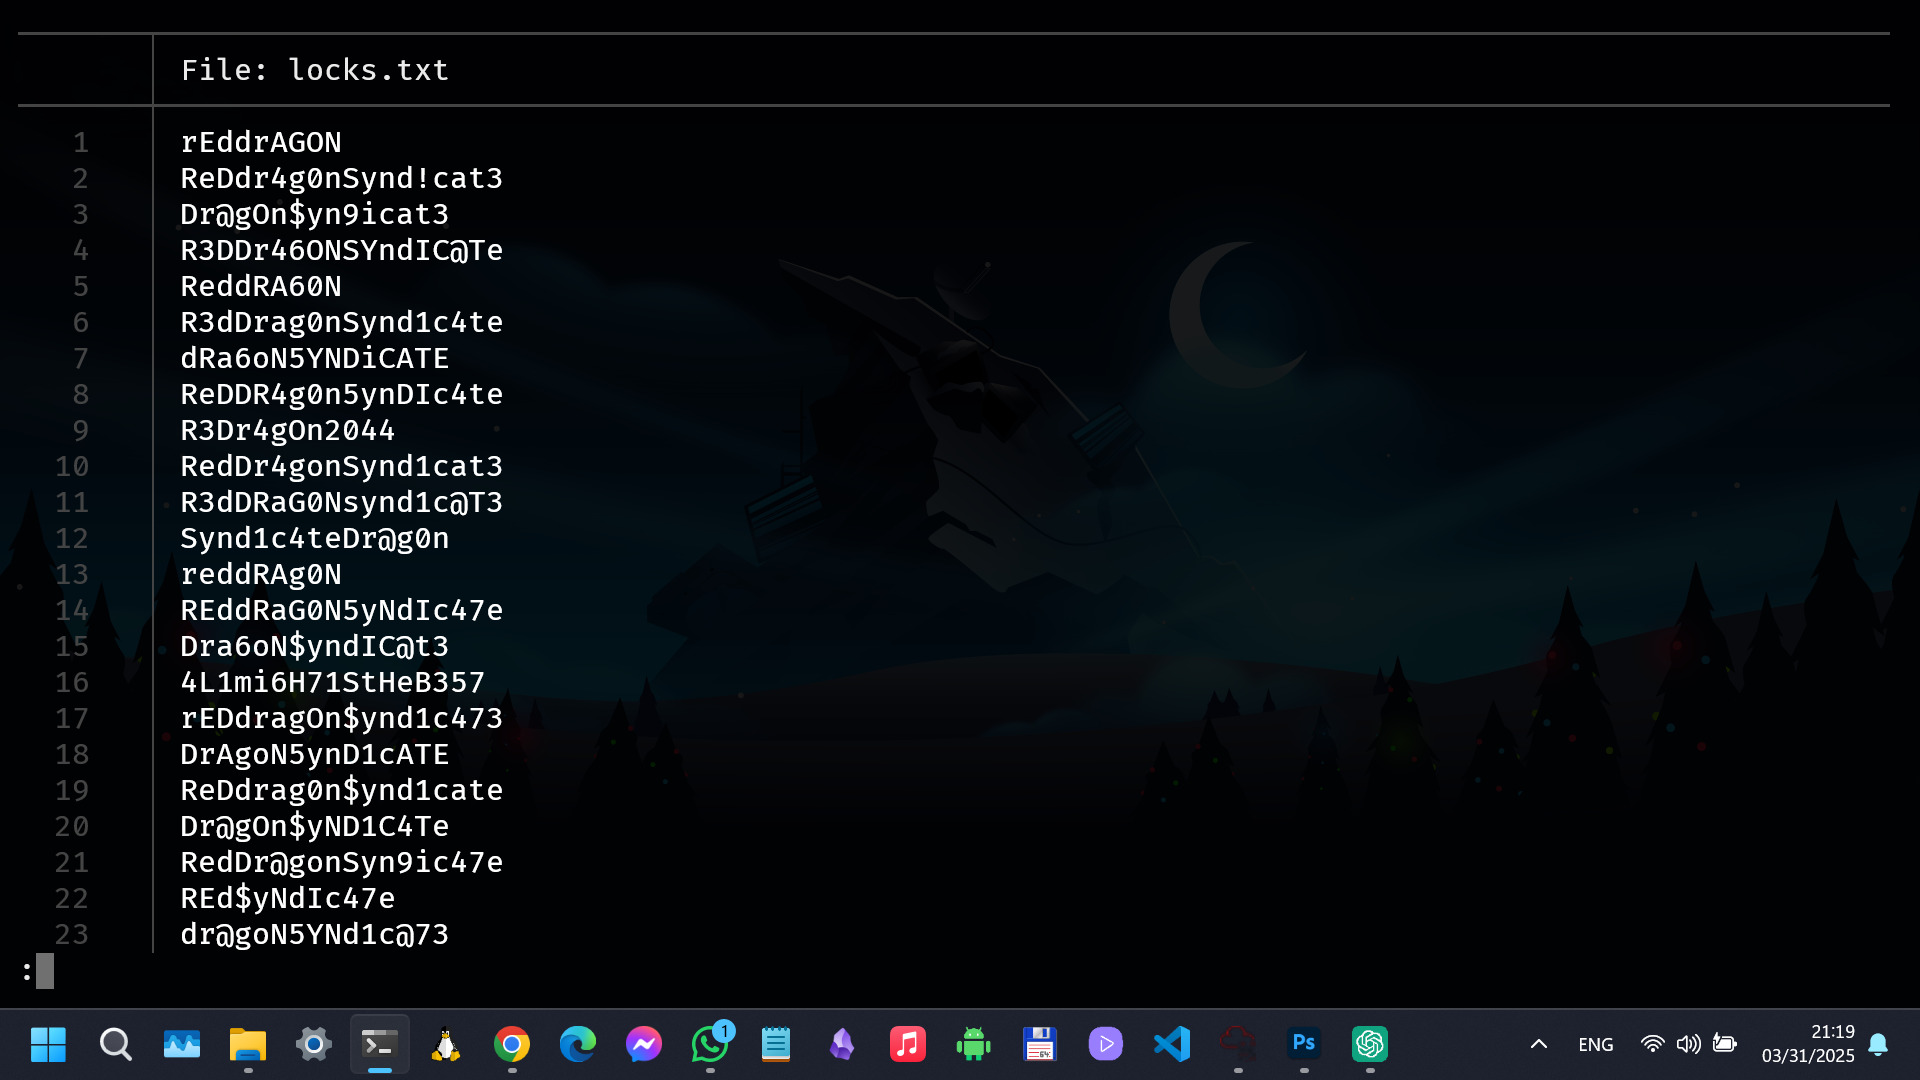 File: locks.txt
1 rEddrAGON
2 ReDdr4g0nSynd!cat3
3 Dr@gOn$yn9icat3
4 R3DDr46ONSYndIC@Te
5 ReddRA60N
6 R3dDrag0nSynd1c4te
7 dRa6oN5YNDiCATE
8 ReDDR4g0n5ynDIc4te
9 R3Dr4gOn2044
10 RedDr4gonSynd1cat3
11 R3dDRaG0Nsynd1c@T3
12 Synd1c4teDr@g0n
13 reddRAg0N
14 REddRaG0N5yNdIc47e
15 Dra6oN$yndIC@t3
16 4L1mi6H71StHeB357
17 rEDdragOn$ynd1c473
18 DrAgoN5ynD1cATE
19 ReDdrag0n$ynd1cate
20 Dr@gOn$yND1C4Te
21 RedDr@gonSyn9ic47e
22 REd$yNdIc47e
23 dr@goN5YNd1c@73
:
1
64
Ps
ENG
21:19
03/31/2025